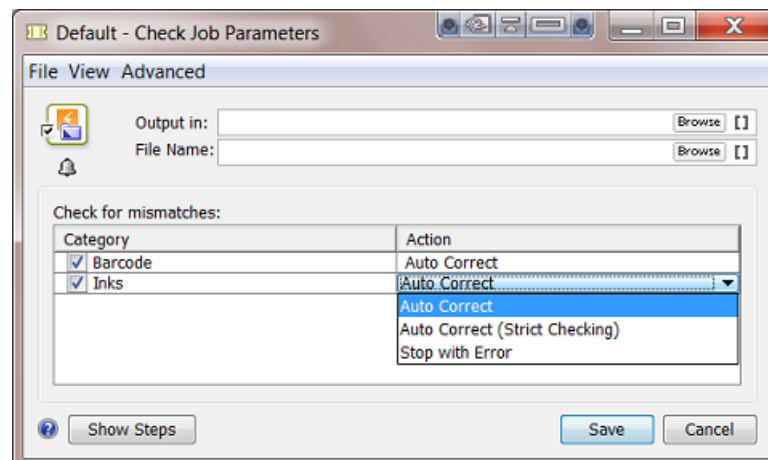 Default - Check Job Parameters
File View Advanced
Output in: Browse []
File Name: Browse []
Check for mismatches:
Category Action
Barcode Auto Correct
Inks Auto Correct
Auto Correct
Auto Correct (Strict Checking)
Stop with Error
? Show Steps Save Cancel